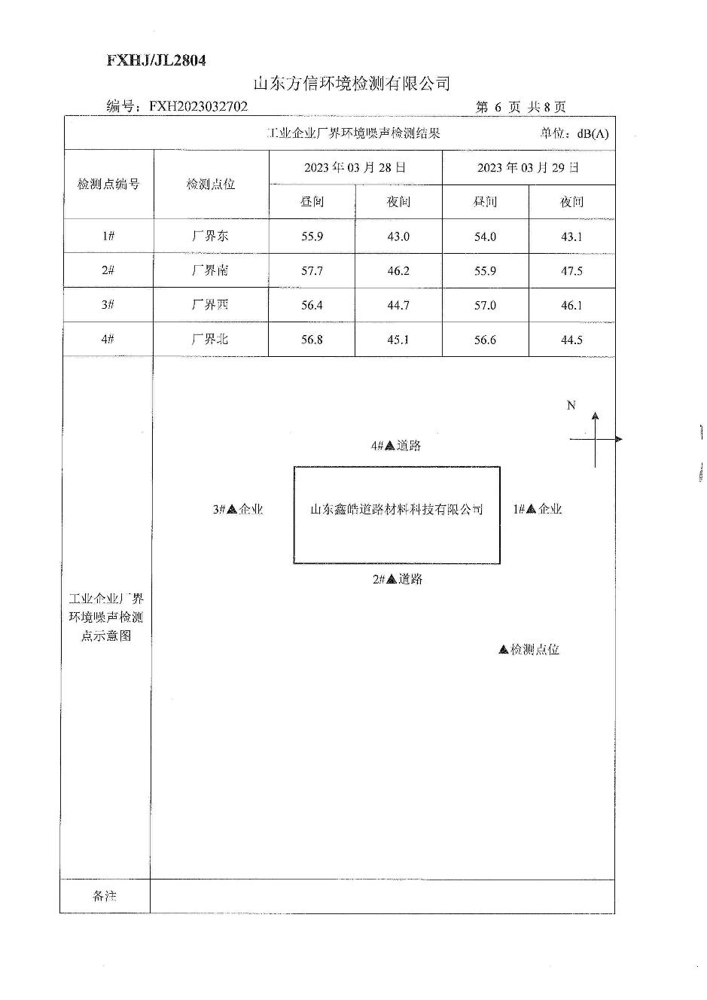 FXHJ/JL2804
山东方信环境检测有限公司
编号：FXH2023032702 第 6 页 共 8 页
工业企业厂界环境噪声检测结果 单位：dB(A)
检测点编号 检测点位 2023 年 03 月 28 日 2023 年 03 月 29 日
昼间 夜间 昼间 夜间
1# 厂界东 55.9 43.0 54.0 43.1
2# 厂界南 57.7 46.2 55.9 47.5
3# 厂界西 56.4 44.7 57.0 46.1
4# 厂界北 56.8 45.1 56.6 44.5
N
4#▲道路
3#▲企业 山东鑫皓道路材料科技有限公司 1#▲企业
2#▲道路
工业企业厂界
环境噪声检测
点示意图
▲检测点位
备注